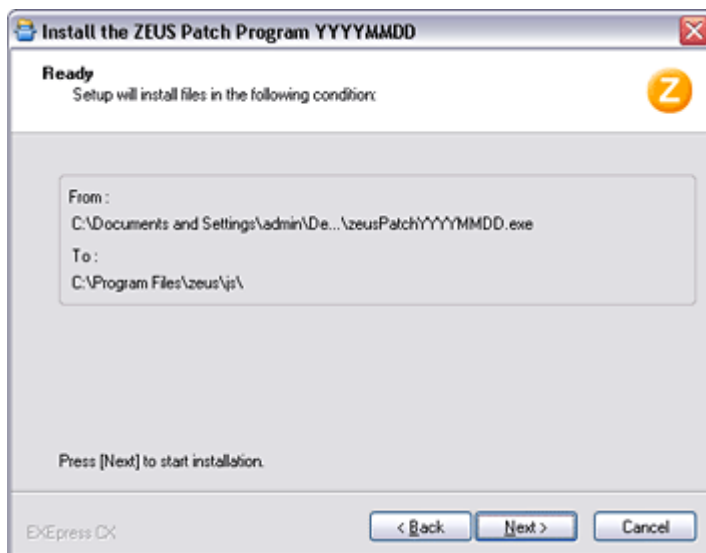 Install the ZEUS Patch Program YYYYMMDD
Ready
Setup will install files in the following condition:
Z
From :
C:\Documents and Settings\admin\De...\zeusPatchYYYYMMDD.exe
To :
C:\Program Files\zeus\js\
Press [Next] to start installation.
EXEpress CX
< Back
Next >
Cancel